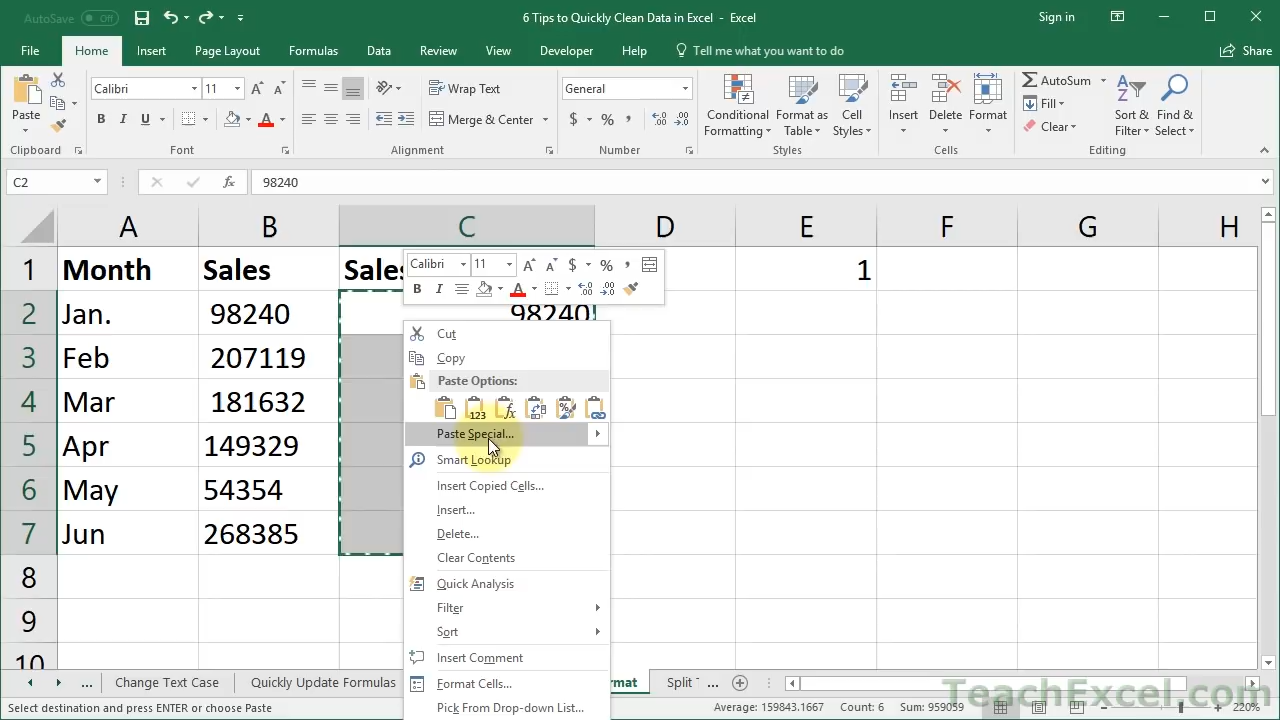 AutoSave Off 6 Tips to Quickly Clean Data in Excel - Excel Sign in
File Home Insert Page Layout Formulas Data Review View Developer Help Tell me what you want to do Share
Paste
Clipboard
Calibri 11
B I U A
Font
Wrap Text
Merge & Center
Alignment
General
$ % ,
Number
Conditional Formatting
Format as Table
Cell Styles
Styles
Insert Delete Format
Cells
AutoSum
Fill
Clear
Sort & Filter
Find & Select
Editing
C2 fx 98240
A B C D E F G H
1 Month Sales Sales 1
Calibri 11 A A $ % ,
B I A
2 Jan. 98240 98240
3 Feb 207119
4 Mar 181632
5 Apr 149329
6 May 54354
7 Jun 268385
8
9
10
Cut
Copy
Paste Options:
123 fx %
Paste Special...
Smart Lookup
Insert Copied Cells...
Insert...
Delete...
Clear Contents
Quick Analysis
Filter
Sort
Insert Comment
Format Cells...
Pick From Drop-down List...
... Change Text Case Quickly Update Formulas rmat Split ...
TeachExcel.com
Select destination and press ENTER or choose Paste Average: 159843.1667 Count: 6 Sum: 959059 220%